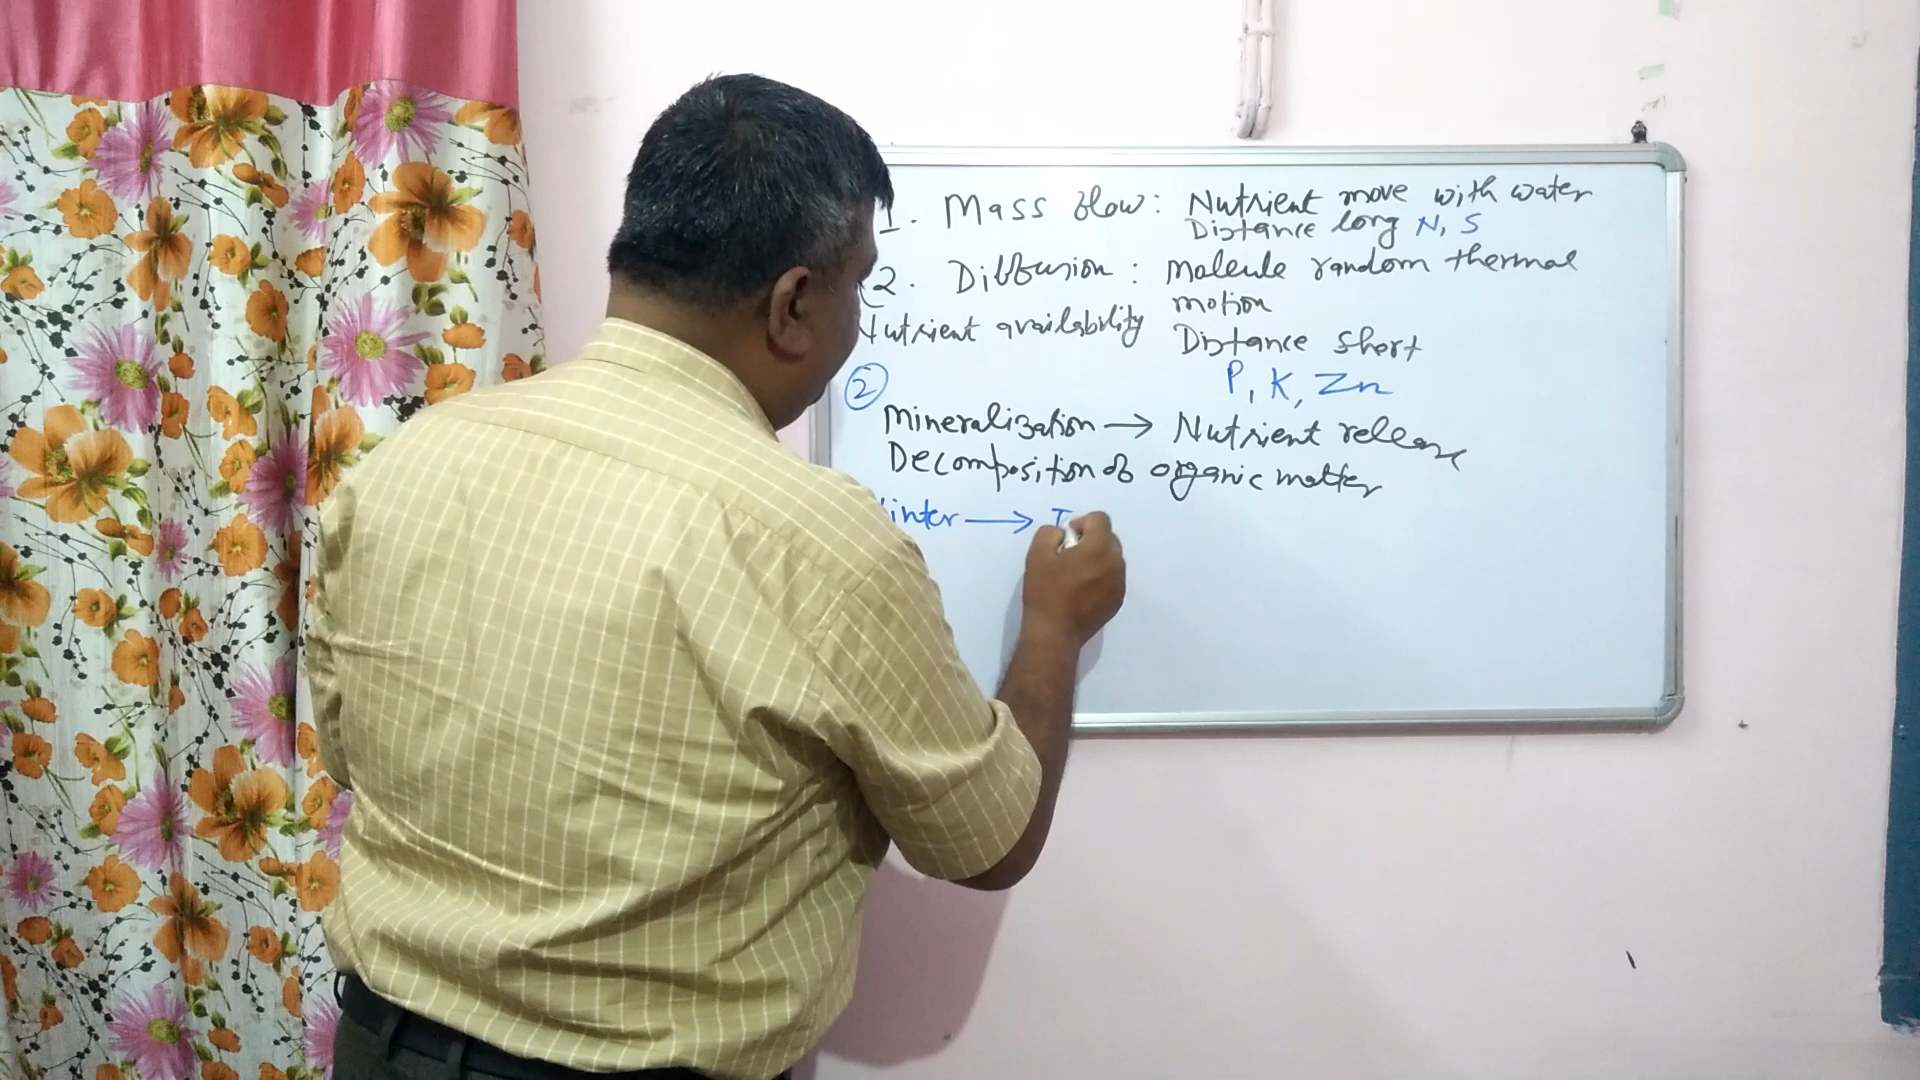 1. Mass flow: Nutrient move with water
Distance long N, S
2. Diffusion: Molecule random thermal
motion
Nutrient availability Distance short
P, K, Zn
②
Mineralization → Nutrient release
Decomposition of organic matter
inter →